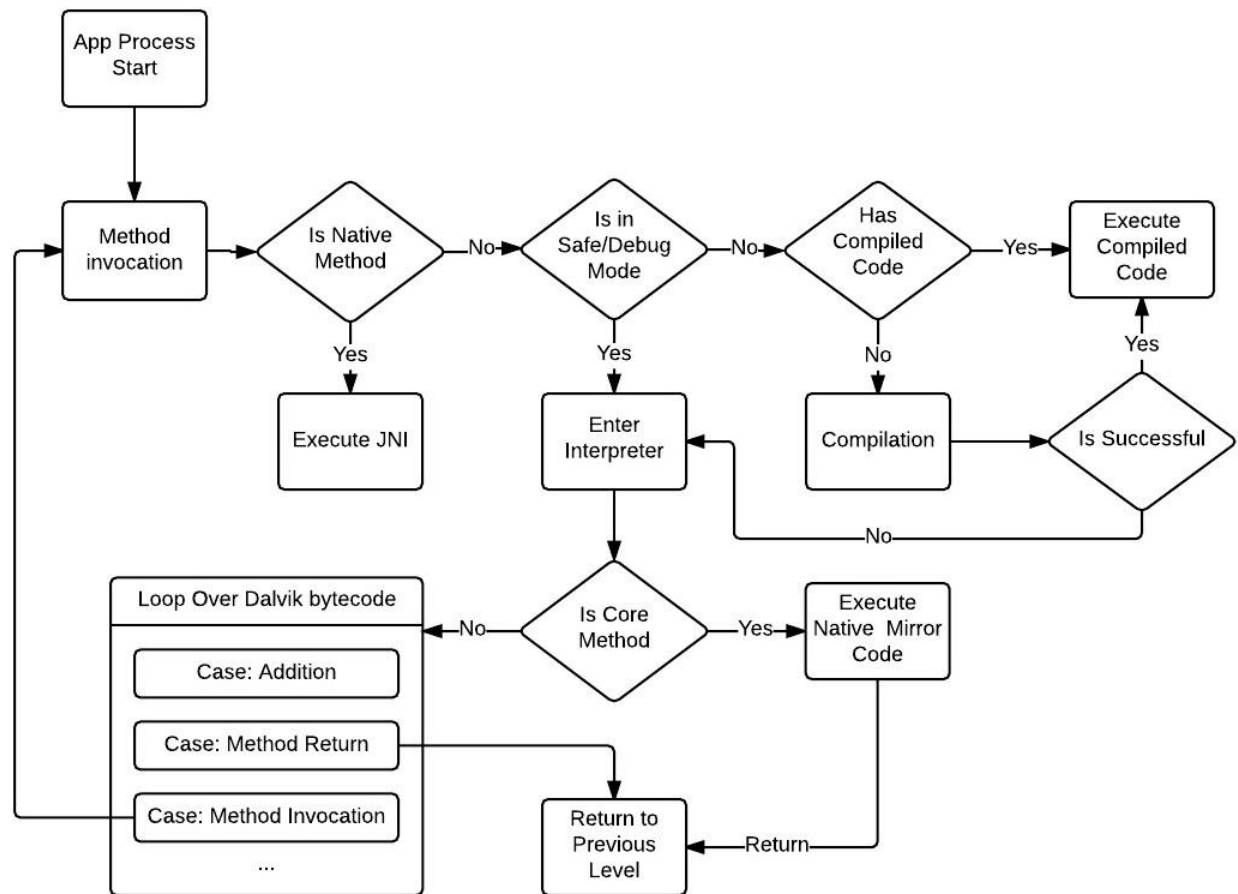 App Process
Start
Method
invocation
Is Native
Method
No
Is in
Safe/Debug
Mode
No
Has
Compiled
Code
Yes
Execute
Compiled
Code
Yes
Yes
No
Yes
Execute JNI
Enter
Interpreter
Compilation
Is Successful
No
Loop Over Dalvik bytecode
Is Core
Method
No
Yes
Execute
Native Mirror
Code
Case: Addition
Case: Method Return
Case: Method Invocation
...
Return to
Previous
Level
Return